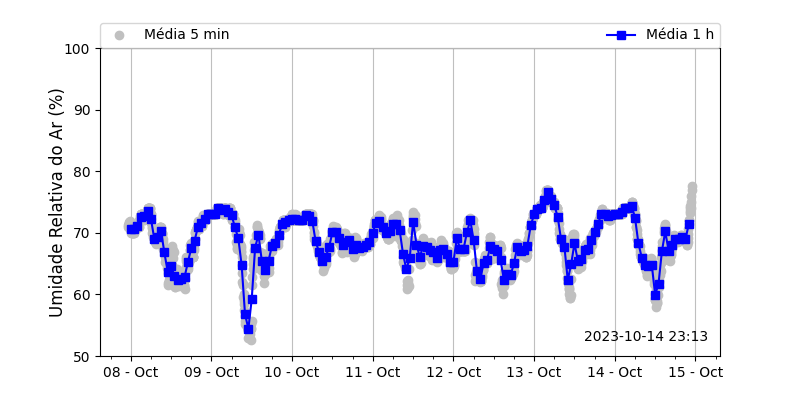 Média 5 min
Média 1 h
Umidade Relativa do Ar (%)
100
90
80
70
60
50
2023-10-14 23:13
08 - Oct
09 - Oct
10 - Oct
11 - Oct
12 - Oct
13 - Oct
14 - Oct
15 - Oct